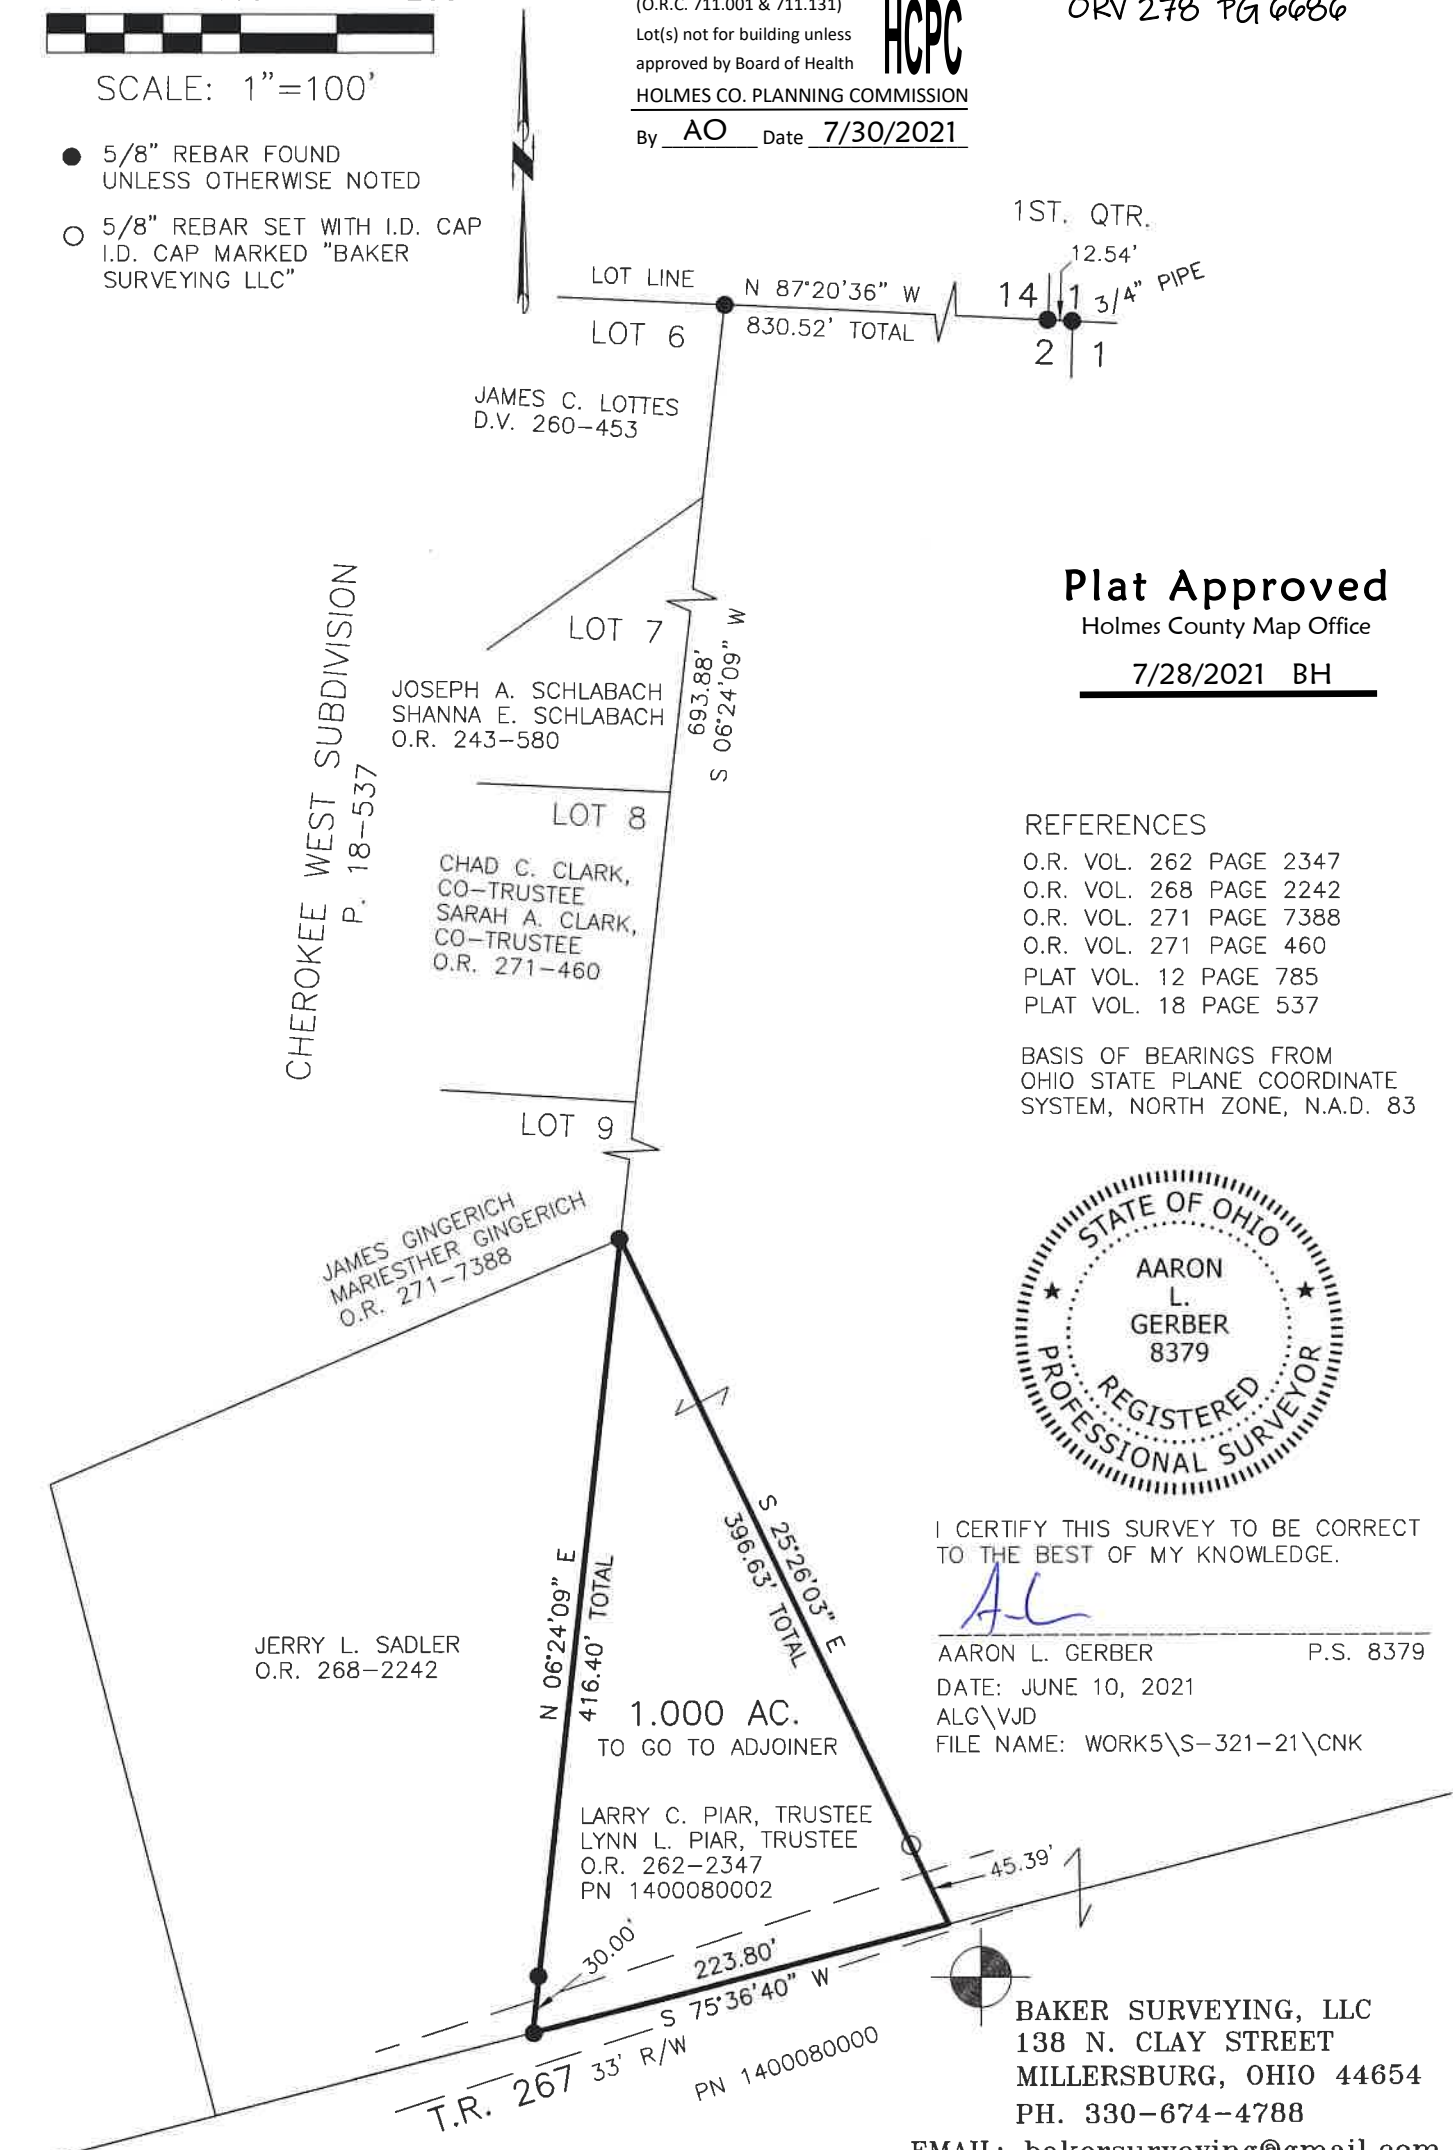 (O.R.C. 711.001 & 711.131)
Lot(s) not for building unless
approved by Board of Health
HCPC
HOLMES CO. PLANNING COMMISSION
By AO Date 7/30/2021
ORV 278 PG 6686
SCALE: 1"=100'
5/8" REBAR FOUND
UNLESS OTHERWISE NOTED
5/8" REBAR SET WITH I.D. CAP
I.D. CAP MARKED "BAKER
SURVEYING LLC"
N
1ST. QTR.
12.54'
LOT LINE
N 87°20'36" W
830.52' TOTAL
14 1
3/4" PIPE
2 1
LOT 6
JAMES C. LOTTES
D.V. 260-453
Plat Approved
Holmes County Map Office
7/28/2021 BH
CHEROKEE WEST SUBDIVISION
P. 18-537
LOT 7
JOSEPH A. SCHLABACH
SHANNA E. SCHLABACH
O.R. 243-580
693.88'
S 06°24'09" W
LOT 8
CHAD C. CLARK,
CO-TRUSTEE
SARAH A. CLARK,
CO-TRUSTEE
O.R. 271-460
REFERENCES
O.R. VOL. 262 PAGE 2347
O.R. VOL. 268 PAGE 2242
O.R. VOL. 271 PAGE 7388
O.R. VOL. 271 PAGE 460
PLAT VOL. 12 PAGE 785
PLAT VOL. 18 PAGE 537
BASIS OF BEARINGS FROM
OHIO STATE PLANE COORDINATE
SYSTEM, NORTH ZONE, N.A.D. 83
LOT 9
JAMES GINGERICH
MARIESTHER GINGERICH
O.R. 271-7388
STATE OF OHIO
AARON
L.
GERBER
8379
REGISTERED
PROFESSIONAL SURVEYOR
I CERTIFY THIS SURVEY TO BE CORRECT
TO THE BEST OF MY KNOWLEDGE.
AARON L. GERBER P.S. 8379
DATE: JUNE 10, 2021
ALG\VJD
FILE NAME: WORK5\S-321-21\CNK
N 06°24'09" E
416.40' TOTAL
S 25°26'03" E
396.63' TOTAL
JERRY L. SADLER
O.R. 268-2242
1.000 AC.
TO GO TO ADJOINER
LARRY C. PIAR, TRUSTEE
LYNN L. PIAR, TRUSTEE
O.R. 262-2347
PN 1400080002
45.39'
30.00'
223.80'
S 75°36'40" W
T.R. 267 33' R/W
PN 1400080000
BAKER SURVEYING, LLC
138 N. CLAY STREET
MILLERSBURG, OHIO 44654
PH. 330-674-4788
EMAIL: bakersurveying@gmail.com